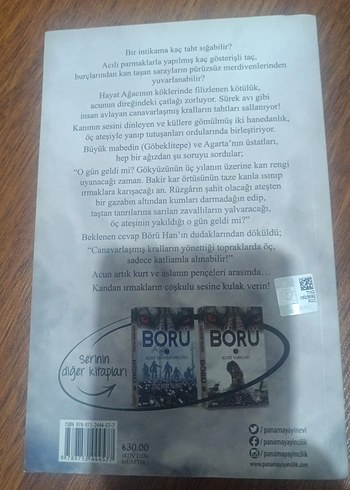 Bir intikama kaç taht sığabilir?
Acılı parmaklarla yapılmış kaç gösterişli taç,
burçlarından kan taşan sarayların pürüzsüz merdivenlerinden
yuvarlanabilir?
Hayat Ağacının köklerinde filizlenen kötülük,
acunun direğindeki çatlağı zorluyor. Sürek avı gibi
insan avlayan canavarlaşmış kralların tahtları sallanıyor!
Kanının sesini dinleyen ve küllere gömülmüş iki hanedanlık,
öç ateşiyle yanıp tutuşanları ordularında birleştiriyor.
Büyük mabedin (Göbeklitepe) ve Agarta'nın üstatları,
hep bir ağızdan şu soruyu sordular;
"O gün geldi mi? Gökyüzünün üç yılanın üzerine kan rengi
uyanacağı zaman. Bakir kar örtüsünün taze kanla ısınıp
ırmaklara karışacağı an. Rüzgârın şahit olacağı ateşten
bir gazabın altından kumları darmadağın edip,
taştan tanrılarına sarılan zavallıların yalvaracağı,
öç ateşinin yakıldığı o gün geldi mi?"
Beklenen cevap Börü Han'ın dudaklarından döküldü;
"Canavarlaşmış kralların yönettiği topraklarda öç,
sadece katliamla alınabilir!"
Acun artık kurt ve aslanın pençeleri arasında...
Kandan ırmakların coşkulu sesine kulak verin!
Serinin
diğer kitapları
BÖRÜ
BÖRÜ
₺30.00
/panamayayinevi
/panamayayincilik
/panamayayincilik
www.panamayayincilik.com